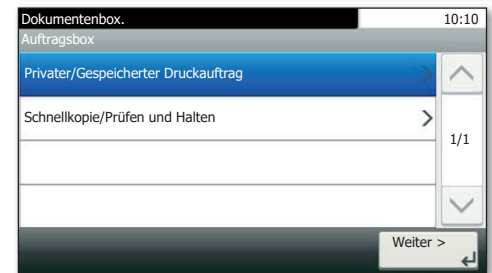 Dokumentenbox. 10:10
Auftragsbox
Privater/Gespeicherter Druckauftrag
Schnellkopie/Prüfen und Halten
1/1
Weiter >